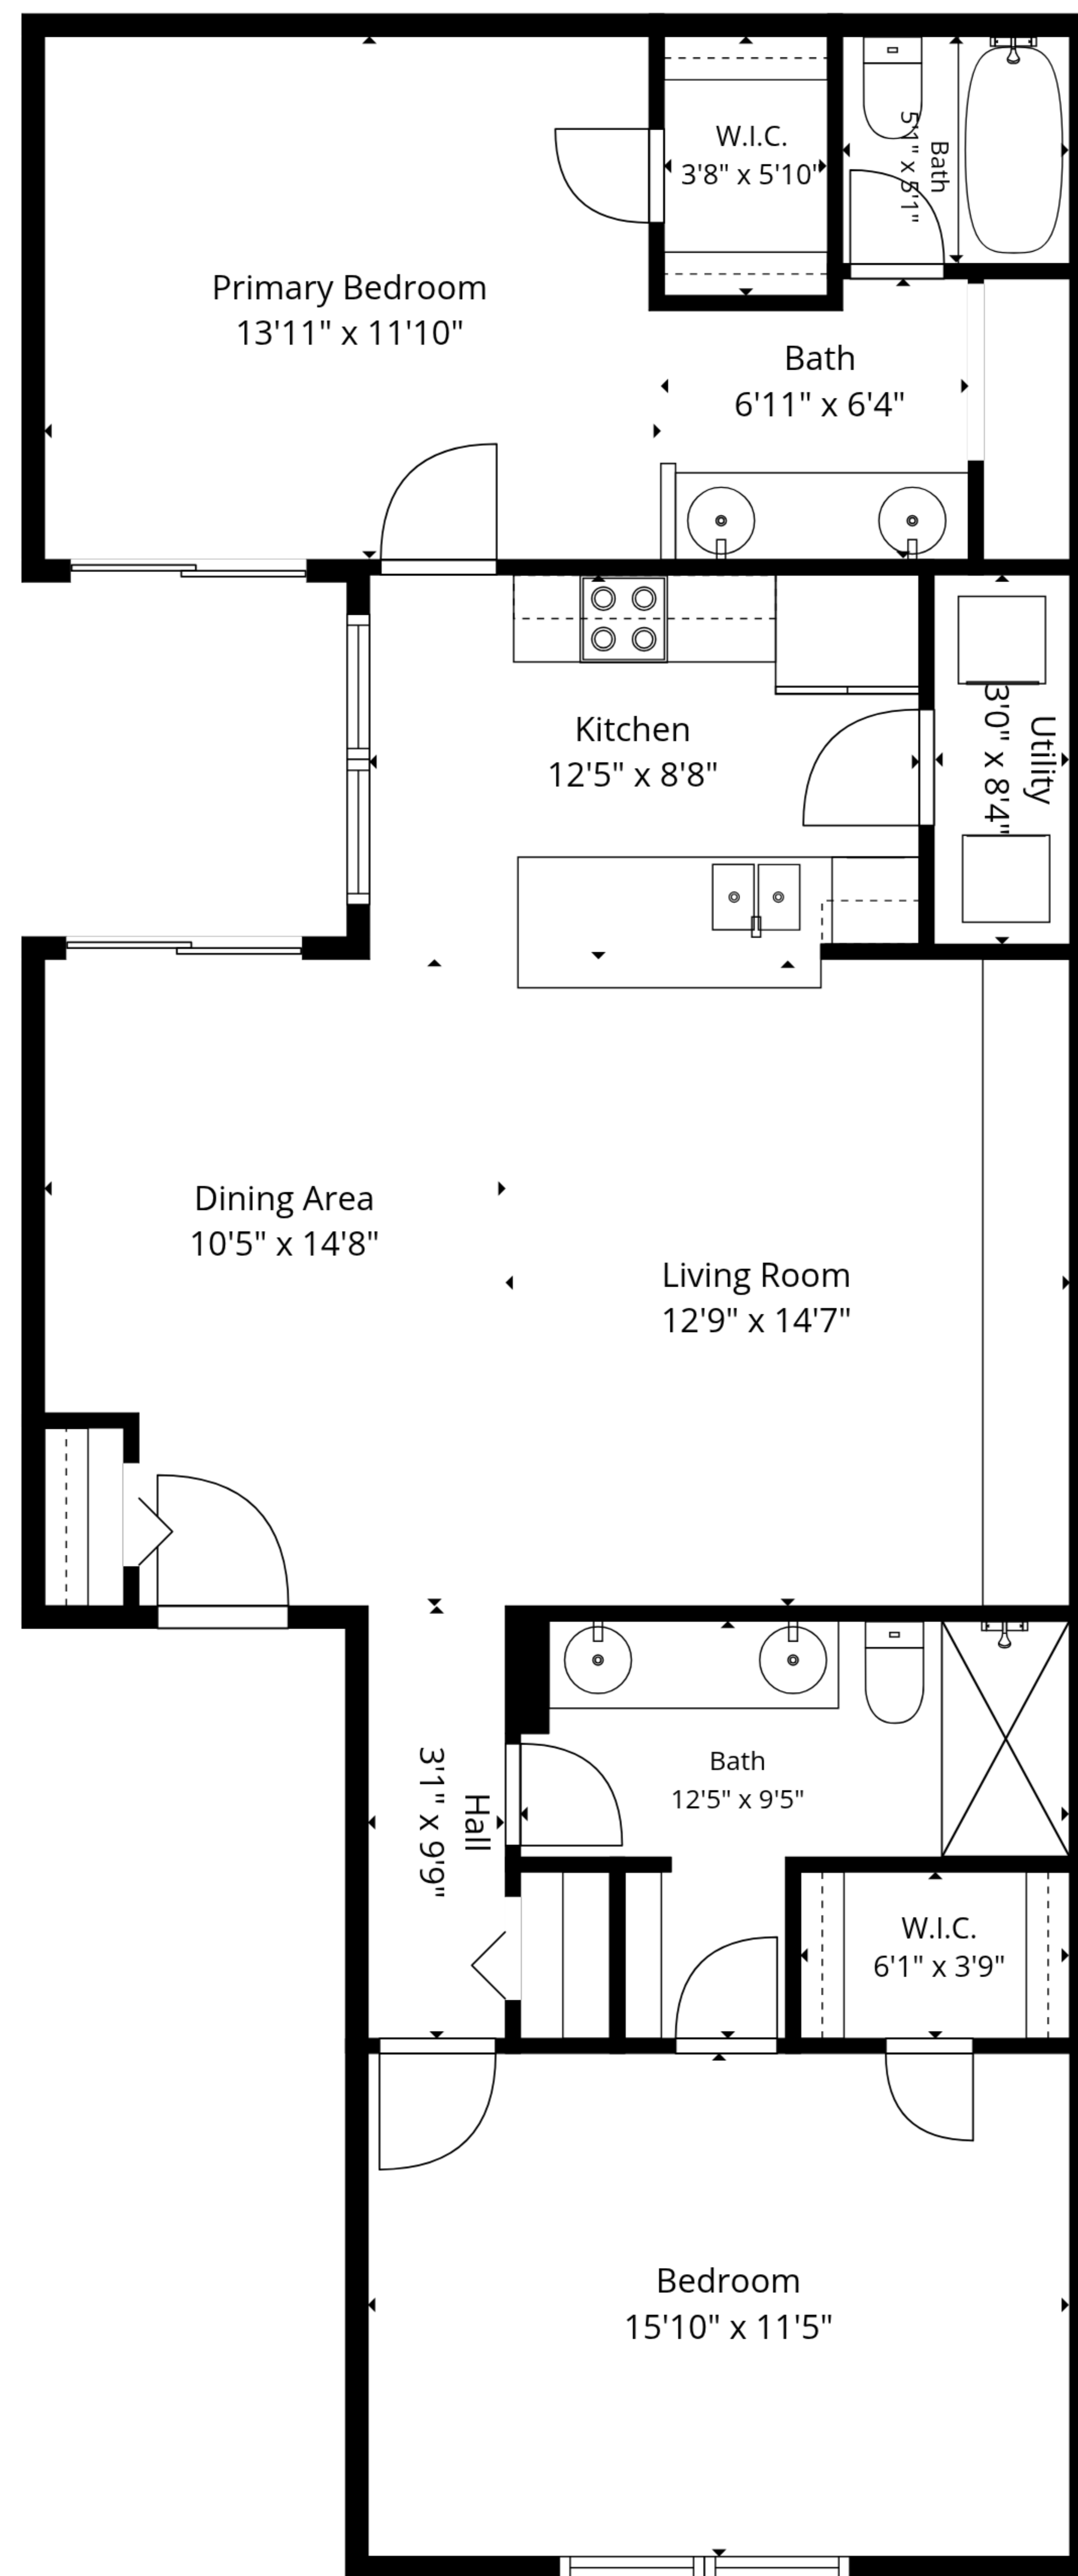 W.I.C.
3'8" x 5'10"
Bath
5'1" x 5'1"
Primary Bedroom
13'11" x 11'10"
Bath
6'11" x 6'4"
Kitchen
12'5" x 8'8"
Utility
3'0" x 8'4"
Dining Area
10'5" x 14'8"
Living Room
12'9" x 14'7"
Hall
3'1" x 9'9"
Bath
12'5" x 9'5"
W.I.C.
6'1" x 3'9"
Bedroom
15'10" x 11'5"